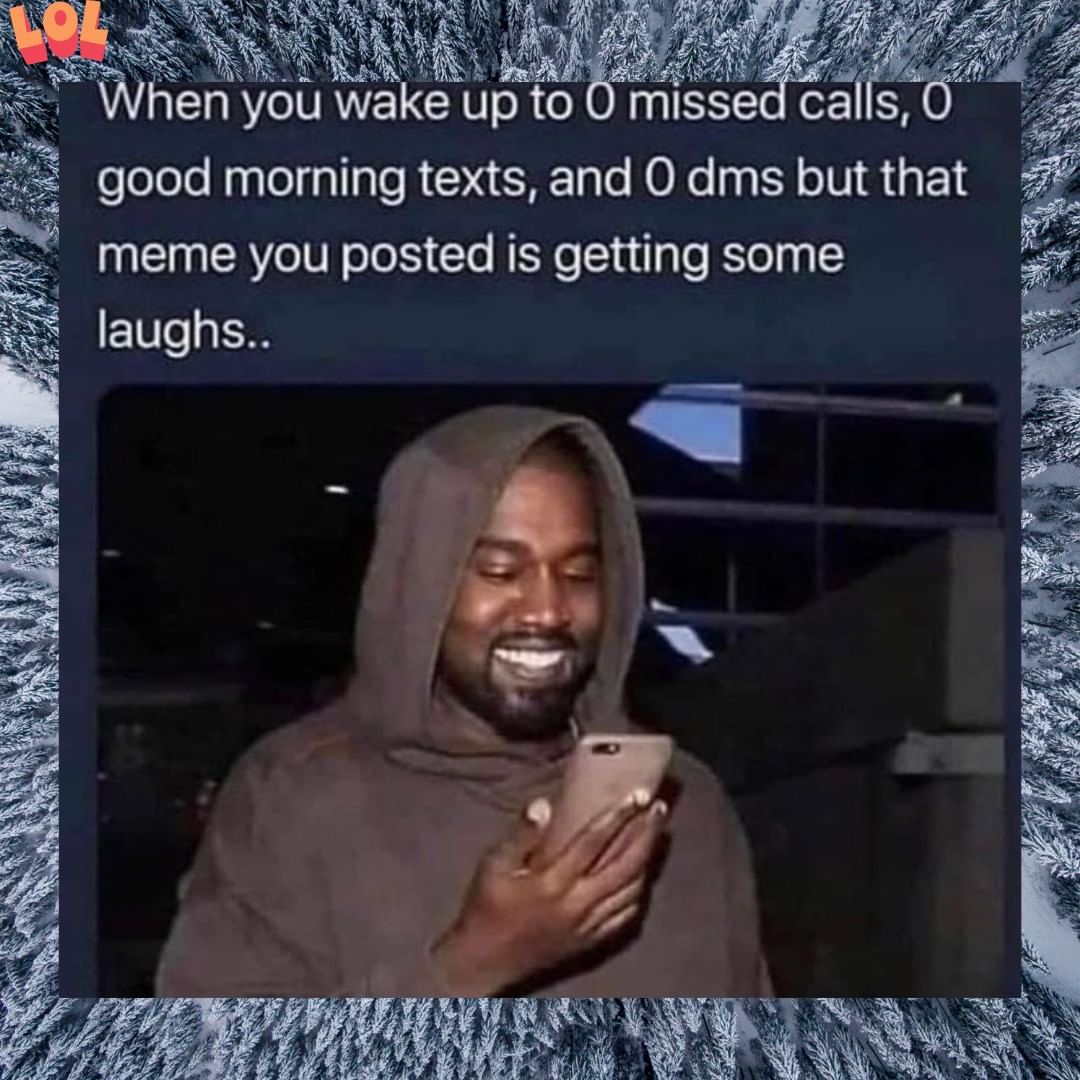 LOL
When you wake up to 0 missed calls, 0
good morning texts, and 0 dms but that
meme you posted is getting some
laughs..